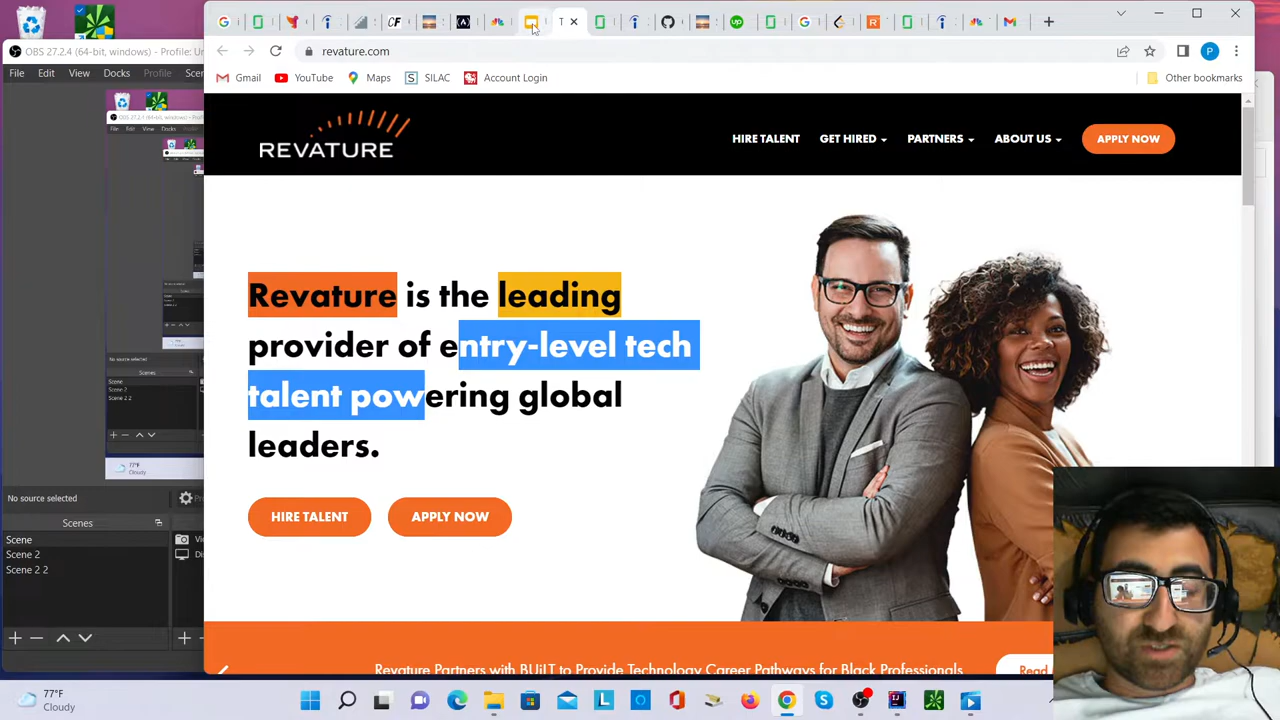 OBS 27.2.4 (64-bit, windows) - Profile: Un
File Edit View Docks Profile Scen
revature.com
Gmail YouTube Maps SILAC Account Login Other bookmarks
REVATURE
HIRE TALENT GET HIRED PARTNERS ABOUT US APPLY NOW
Revature is the leading
provider of entry-level tech
talent powering global
leaders.
HIRE TALENT APPLY NOW
Revature Partners with BUiLT to Provide Technology Career Pathways for Black Professionals
Read
No source selected
Scenes
Scene
Scene 2
Scene 2 2
77°F
Cloudy